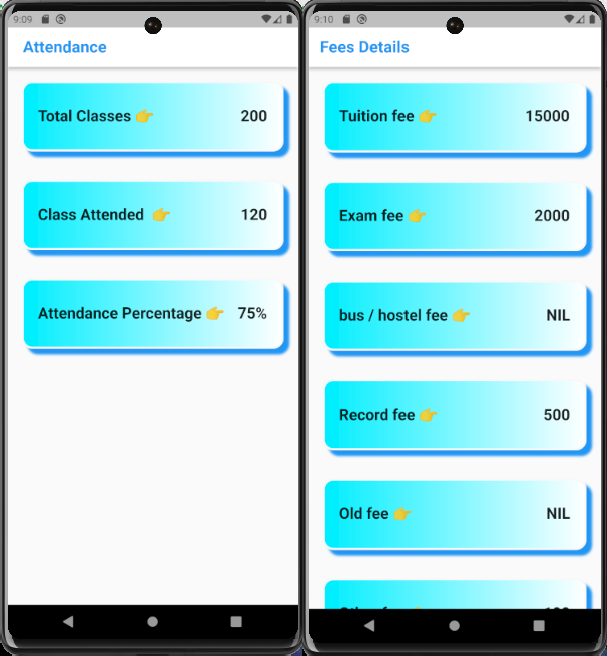 9:09
Attendance
Total Classes 👉 200
Class Attended 👉 120
Attendance Percentage 👉 75%
9:10
Fees Details
Tuition fee 👉 15000
Exam fee 👉 2000
bus / hostel fee 👉 NIL
Record fee 👉 500
Old fee 👉 NIL